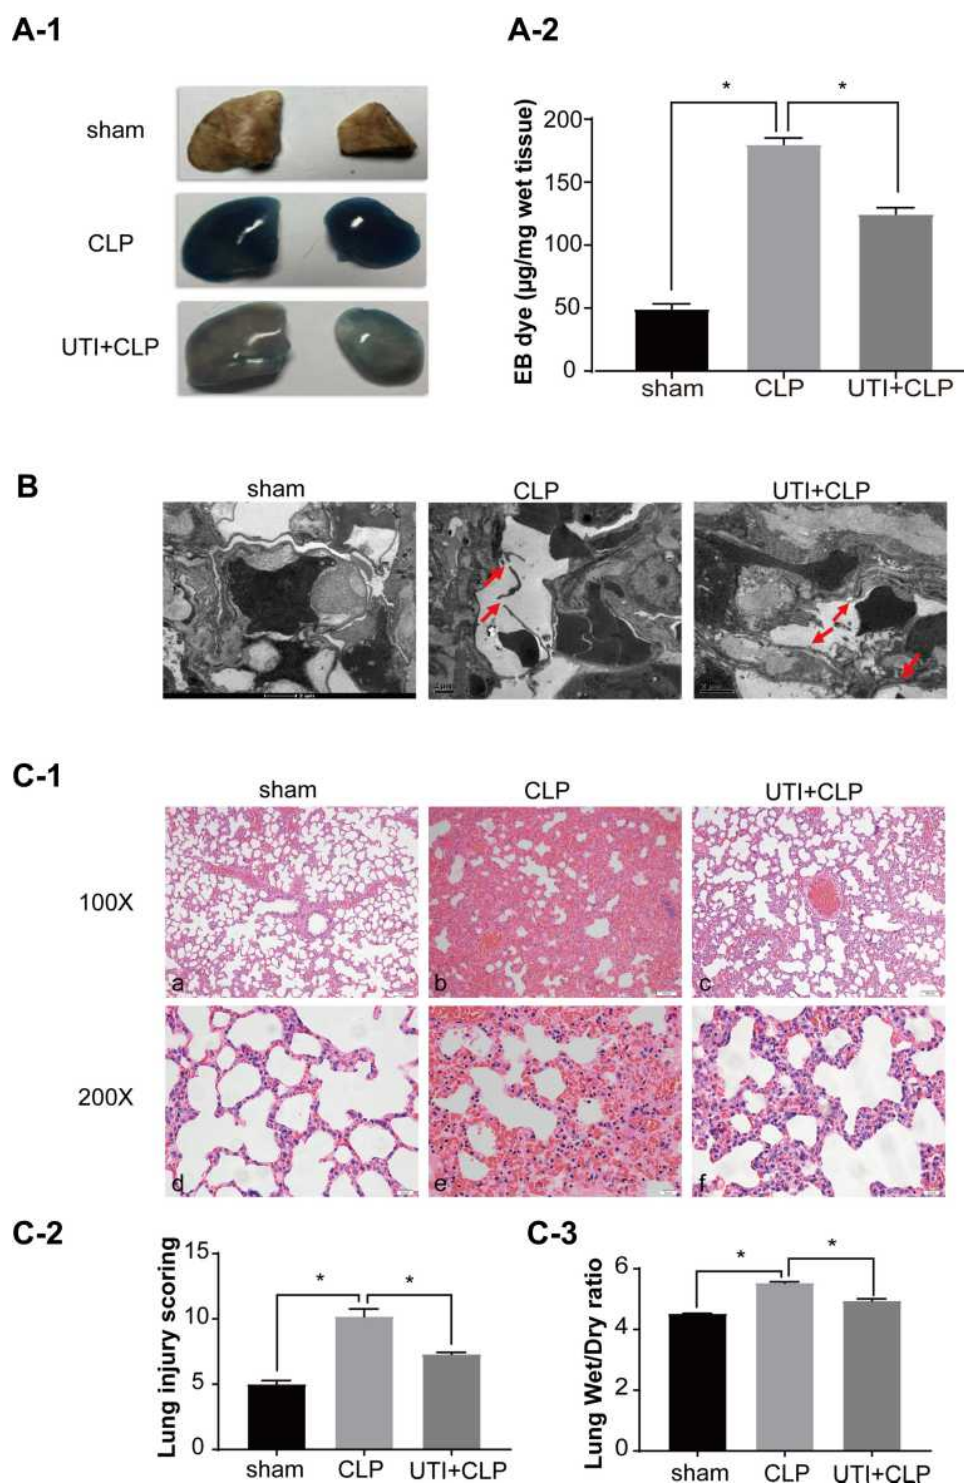 A-1
A-2
sham
CLP
UTI+CLP
EB dye (µg/mg wet tissue)
200
150
100
50
0
* *
sham CLP UTI+CLP
B
sham CLP UTI+CLP
C-1
sham CLP UTI+CLP
100X
a b c
200X
d e f
C-2
Lung injury scoring
15
10
5
0
* *
sham CLP UTI+CLP
C-3
Lung Wet/Dry ratio
6
4
2
0
* *
sham CLP UTI+CLP